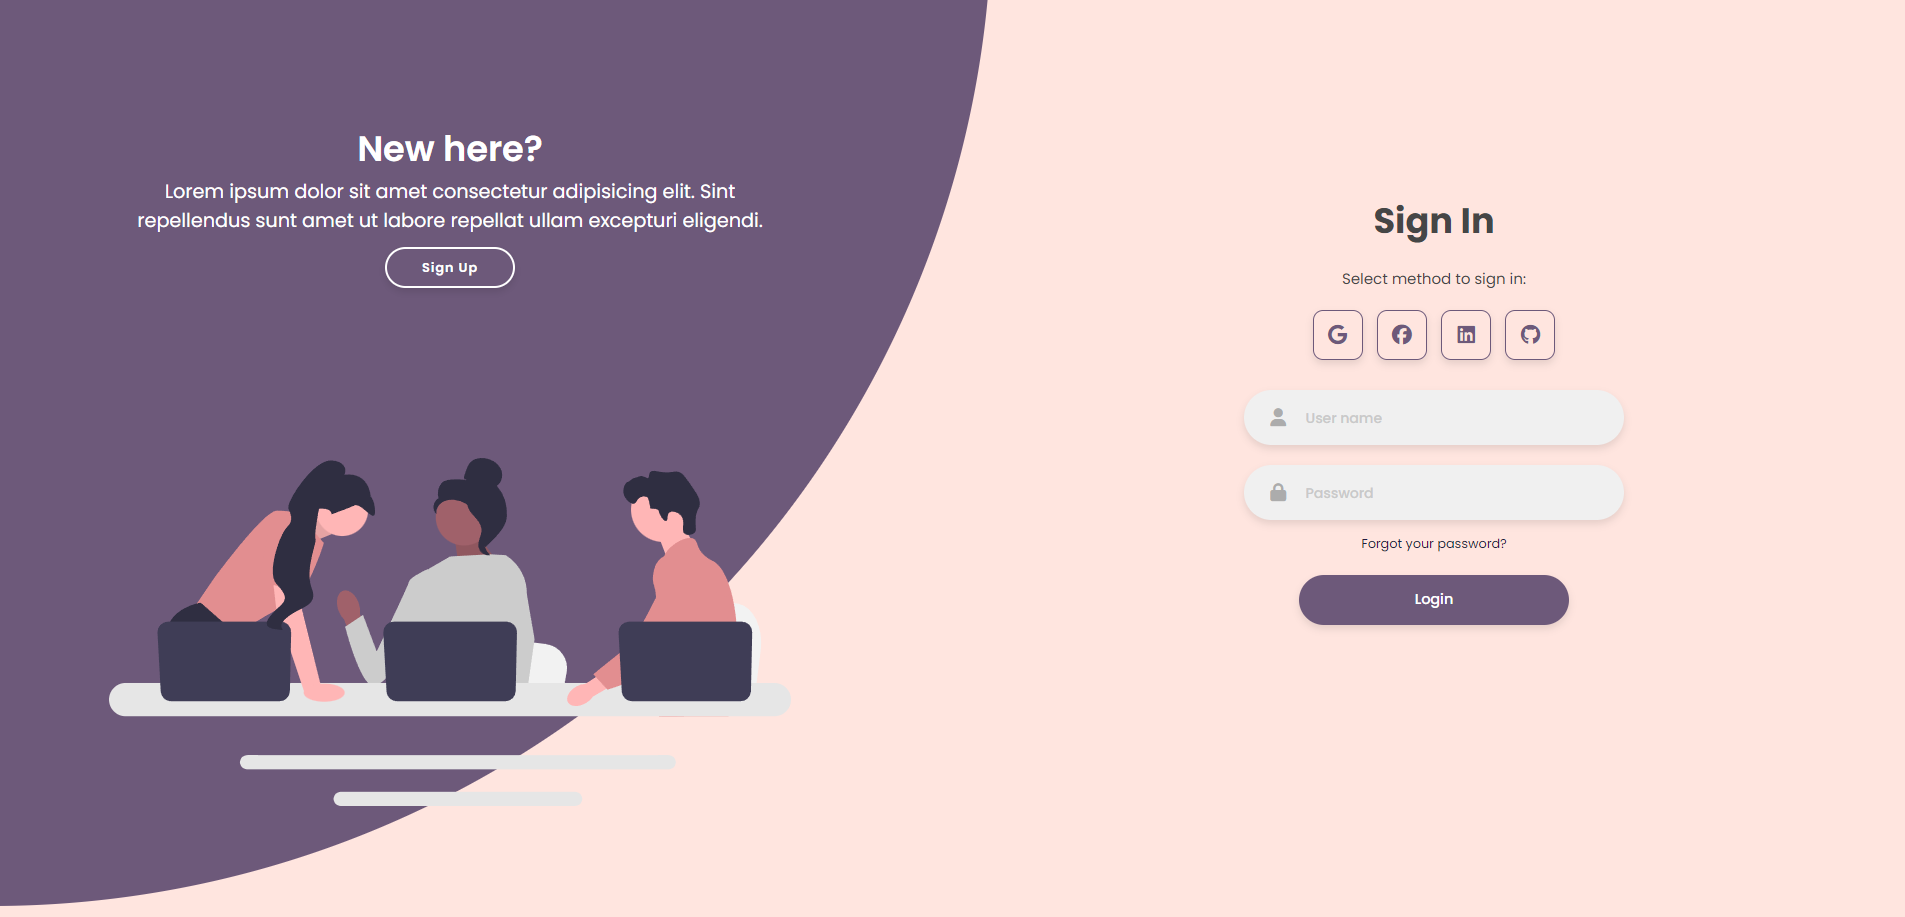 New here?
Lorem ipsum dolor sit amet consectetur adipisicing elit. Sint
repellendus sunt amet ut labore repellat ullam excepturi eligendi.
Sign Up
Sign In
Select method to sign in:
User name
Password
Forgot your password?
Login